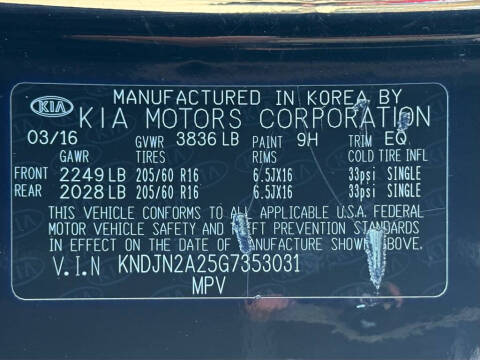 MANUFACTURED IN KOREA BY
KIA KIA MOTORS CORPORATION
03/16 GVWR 3836 LB PAINT 9H TRIM EQ
GAWR TIRES RIMS COLD TIRE INFL
FRONT 2249 LB 205/60 R16 6.5JX16 33psi SINGLE
REAR 2028 LB 205/60 R16 6.5JX16 33psi SINGLE
THIS VEHICLE CONFORMS TO ALL APPLICABLE U.S.A. FEDERAL
MOTOR VEHICLE SAFETY AND THEFT PREVENTION STANDARDS
IN EFFECT ON THE DATE OF MANUFACTURE SHOWN ABOVE.
V.I.N KNDJN2A25G7353031
MPV